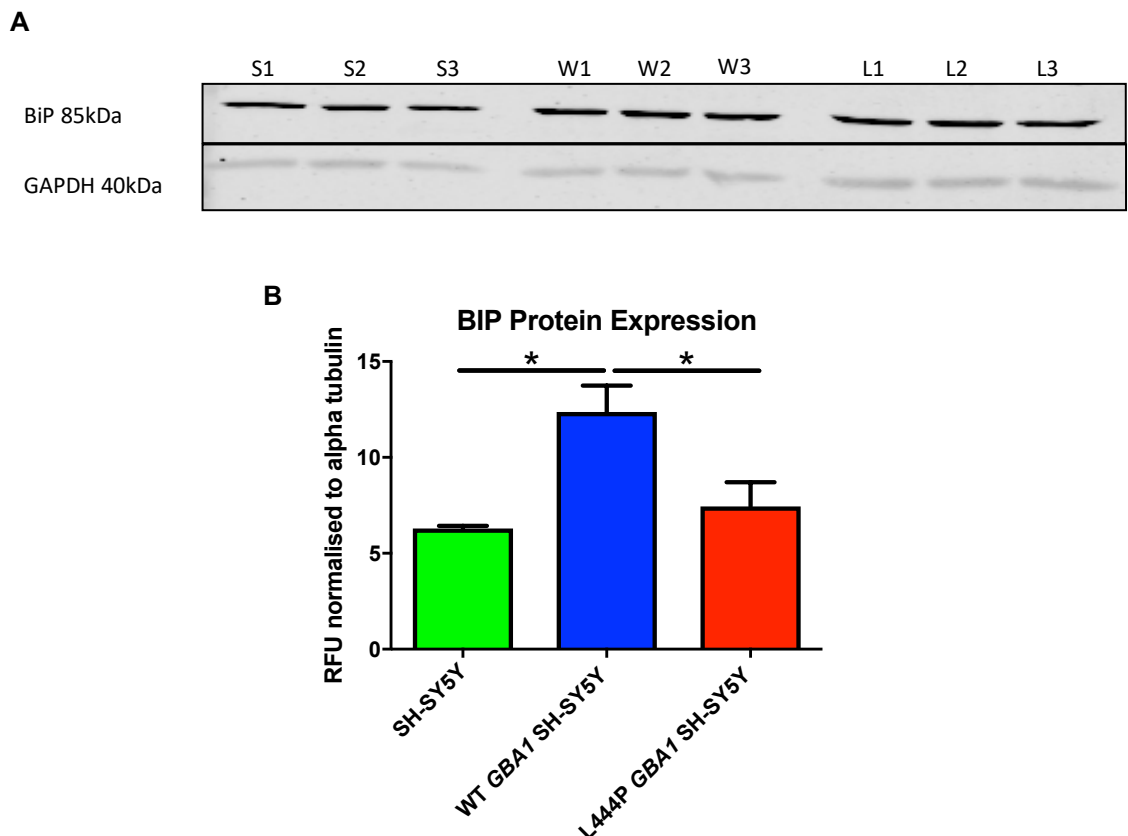 A
S1 S2 S3 W1 W2 W3 L1 L2 L3
BiP 85kDa
GAPDH 40kDa
B
BIP Protein Expression
* *
RFU normalised to alpha tubulin
15
10
5
0
SH-SY5Y
WT GBA1 SH-SY5Y
L444P GBA1 SH-SY5Y